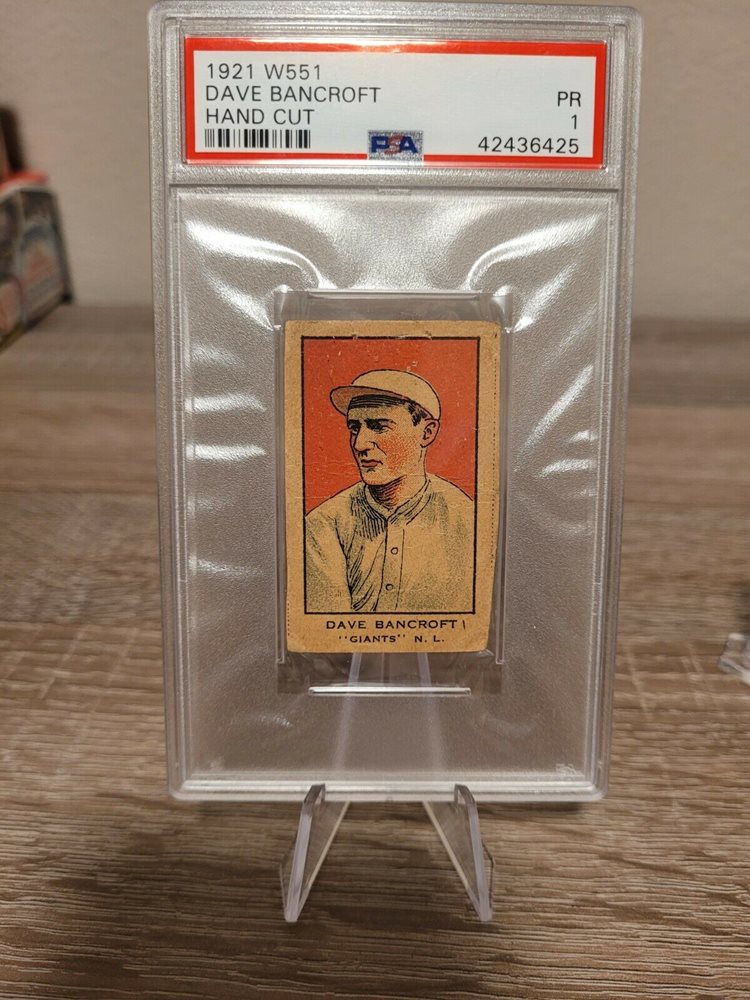 1921 W551
DAVE BANCROFT
HAND CUT
PR
1
PSA
42436425
DAVE BANCROFT
"GIANTS" N. L.